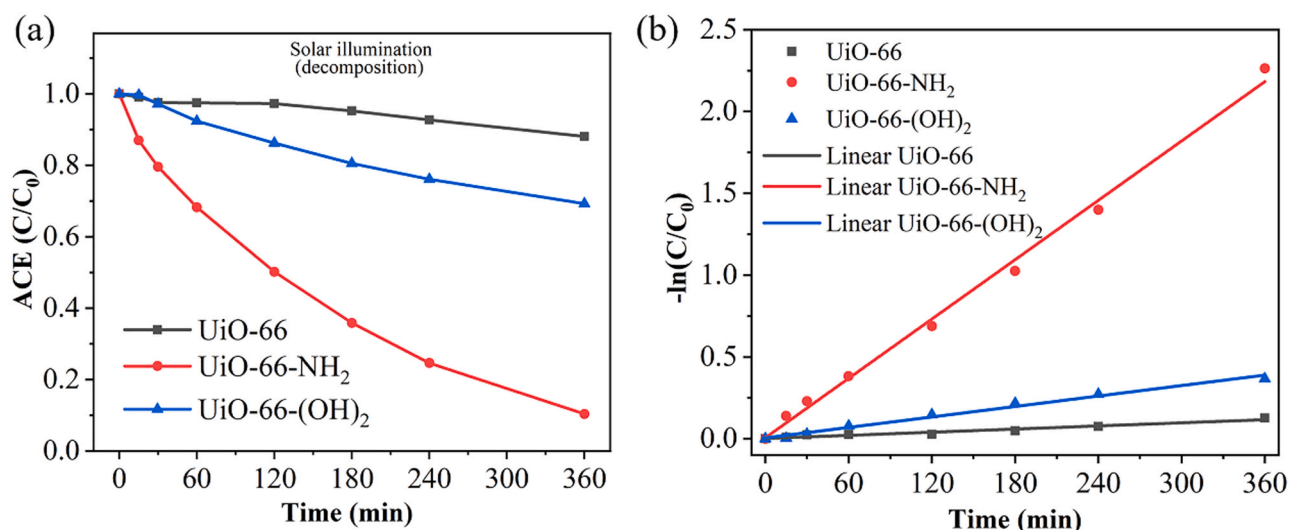 (a)
Solar illumination
(decomposition)
ACE (C/C₀)
1.0
0.8
0.6
0.4
0.2
0.0
UiO-66
UiO-66-NH₂
UiO-66-(OH)₂
0 60 120 180 240 300 360
Time (min)
(b)
-ln(C/C₀)
2.5
2.0
1.5
1.0
0.5
0.0
UiO-66
UiO-66-NH₂
UiO-66-(OH)₂
Linear UiO-66
Linear UiO-66-NH₂
Linear UiO-66-(OH)₂
0 60 120 180 240 300 360
Time (min)